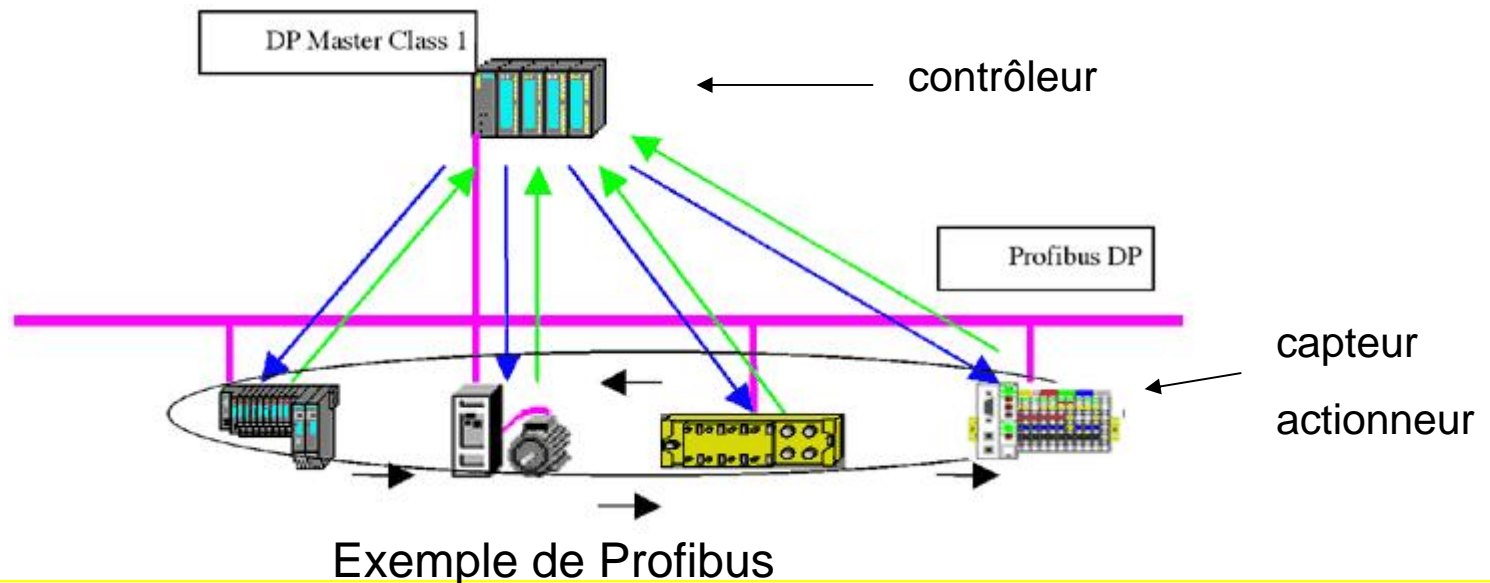 DP Master Class 1
contrôleur
Profibus DP
capteur
actionneur
Exemple de Profibus